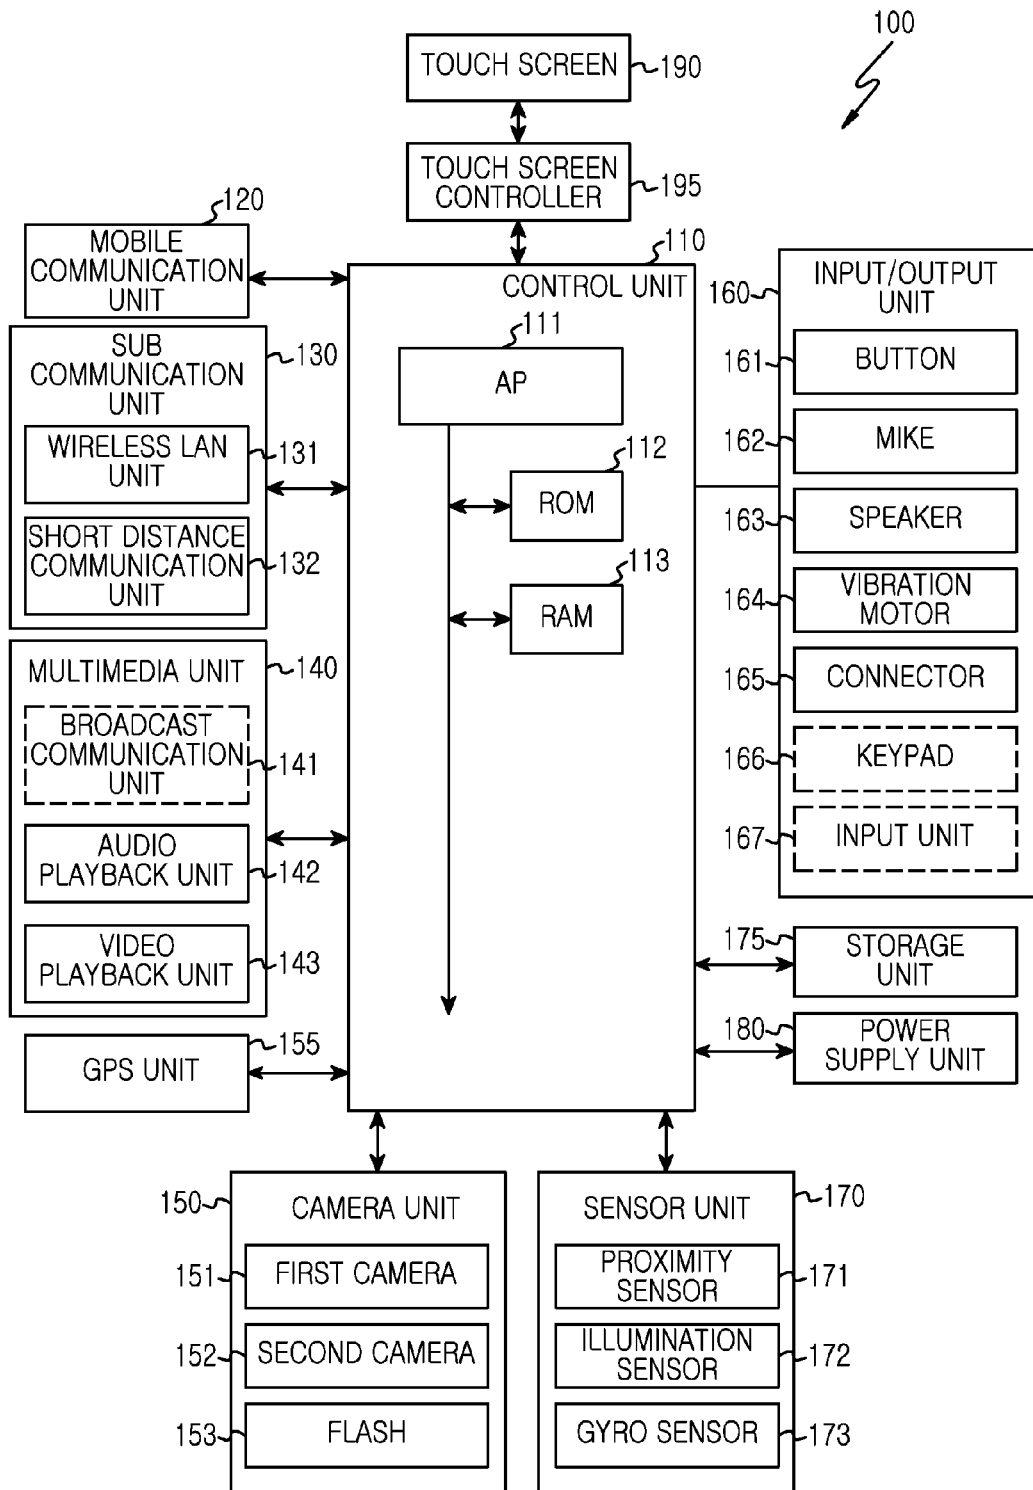 100
TOUCH SCREEN
190
TOUCH SCREEN
CONTROLLER
195
120
MOBILE
COMMUNICATION
UNIT
110
CONTROL UNIT
111
AP
112
ROM
113
RAM
SUB
COMMUNICATION
UNIT
130
WIRELESS LAN
UNIT
131
SHORT DISTANCE
COMMUNICATION
UNIT
132
MULTIMEDIA UNIT
140
BROADCAST
COMMUNICATION
UNIT
141
AUDIO
PLAYBACK UNIT
142
VIDEO
PLAYBACK UNIT
143
GPS UNIT
155
160
INPUT/OUTPUT
UNIT
161
BUTTON
162
MIKE
163
SPEAKER
164
VIBRATION
MOTOR
165
CONNECTOR
166
KEYPAD
167
INPUT UNIT
175
STORAGE
UNIT
180
POWER
SUPPLY UNIT
150
CAMERA UNIT
151
FIRST CAMERA
152
SECOND CAMERA
153
FLASH
SENSOR UNIT
170
PROXIMITY
SENSOR
171
ILLUMINATION
SENSOR
172
GYRO SENSOR
173